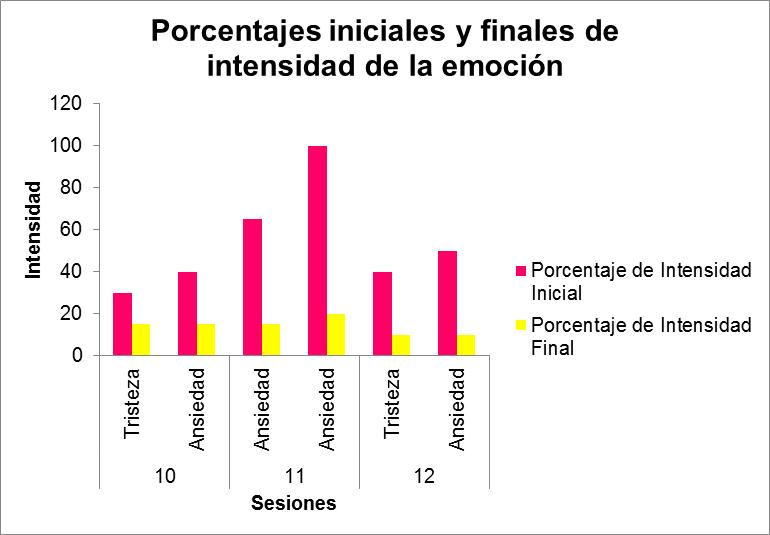 Porcentajes iniciales y finales de
intensidad de la emoción
120
100
80
60
40
20
0
Intensidad
Tristeza
Ansiedad
Ansiedad
Ansiedad
Tristeza
Ansiedad
10
11
12
Sesiones
Porcentaje de Intensidad
Inicial
Porcentaje de Intensidad
Final